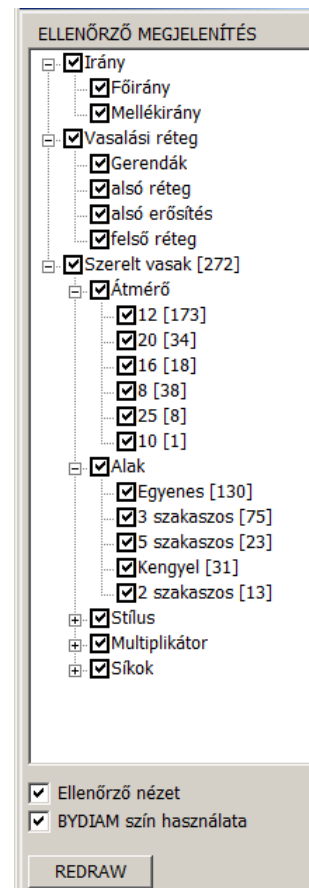 ELLENŐRZŐ MEGJELENÍTÉS
Irány
Főirány
Mellékirány
Vasalási réteg
Gerendák
alsó réteg
alsó erősítés
felső réteg
Szerelt vasak [272]
Átmérő
12 [173]
20 [34]
16 [18]
8 [38]
25 [8]
10 [1]
Alak
Egyenes [130]
3 szakaszos [75]
5 szakaszos [23]
Kengyel [31]
2 szakaszos [13]
Stílus
Multiplikátor
Síkok
Ellenőrző nézet
BYDIAM szín használata
REDRAW